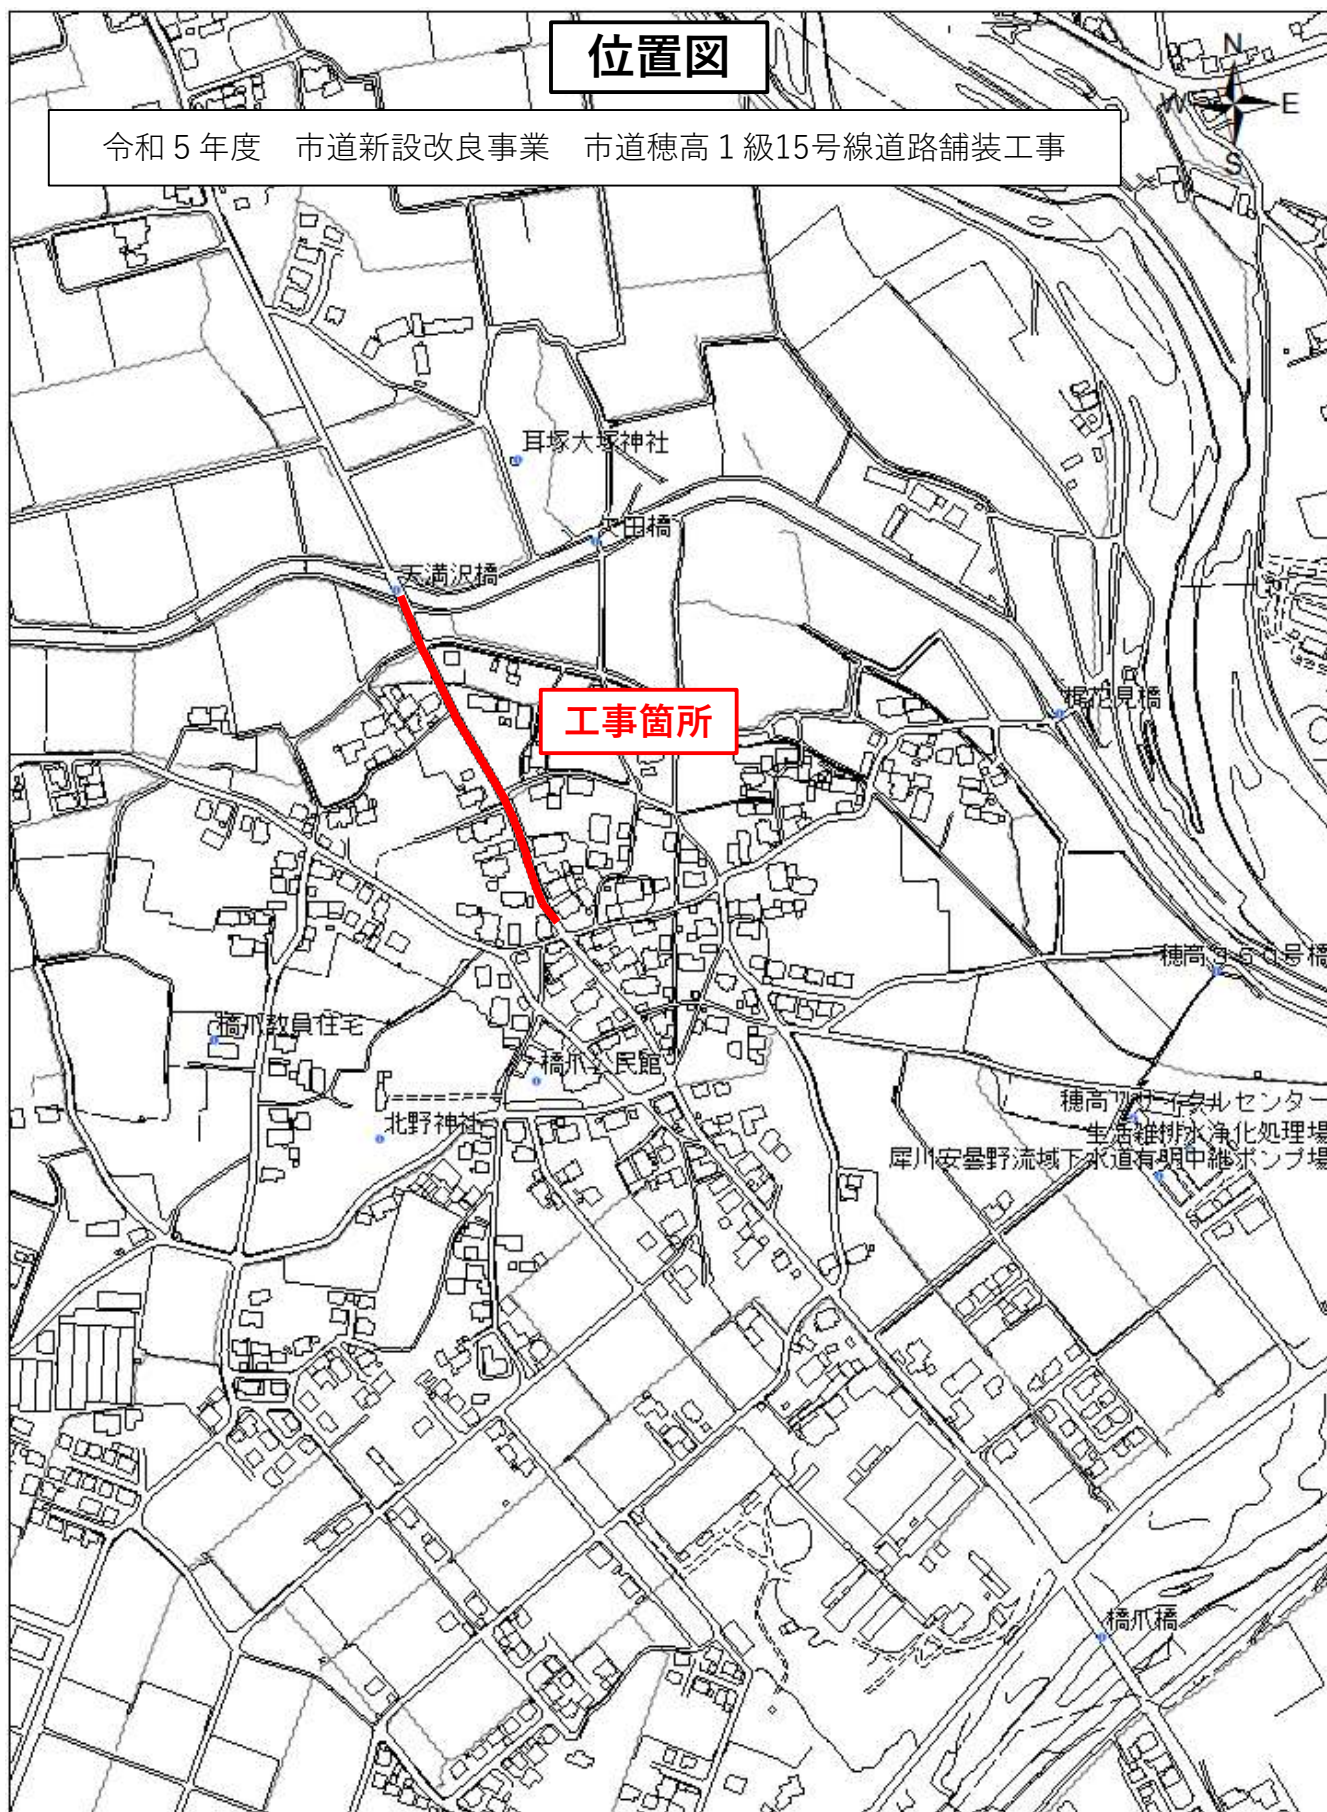 位置図
N
W
E
S
令和５年度　市道新設改良事業　市道穂高１級15号線道路舗装工事
耳塚大塚神社
田橋
天満沢橋
工事箇所
花見橋
穂高
号橋
橋爪教員住宅
橋爪公民館
北野神社
穂高リサイクルセンター
生活雑排水浄化処理場
犀川安曇野流域下水道有明中継ポンプ場
橋爪橋